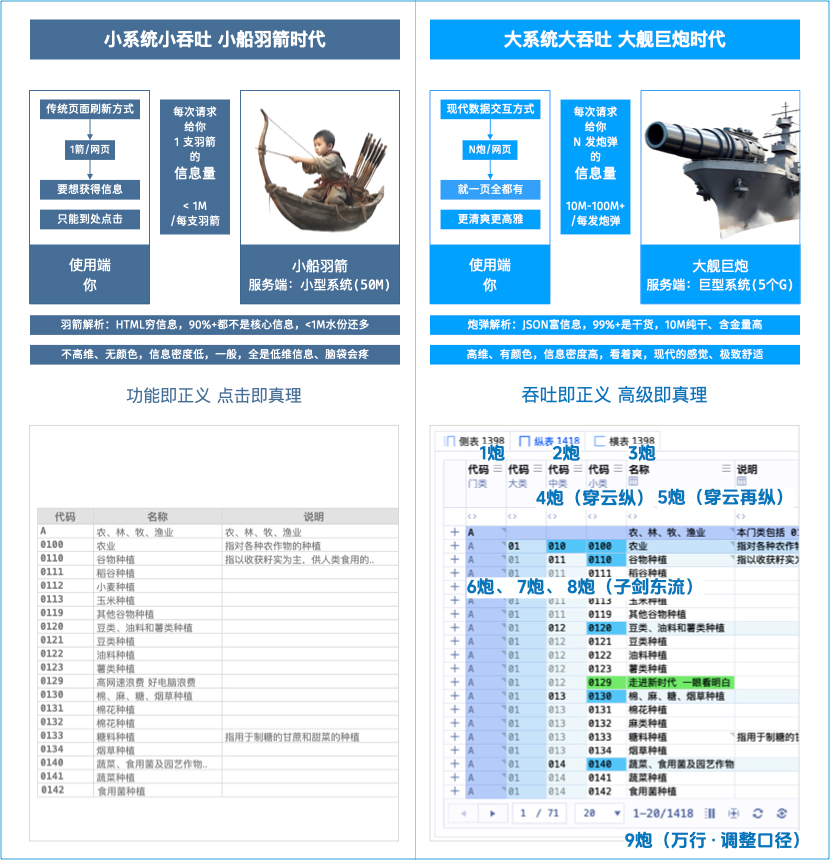 小系统小吞吐 小船羽箭时代
传统页面刷新方式
1箭/网页
要想获得信息
只能到处点击
使用端
你
每次请求
给你
1 支羽箭
的
信息量
< 1M
/每支羽箭
小船羽箭
服务端：小型系统(50M)
羽箭解析：HTML穷信息，90%+都不是核心信息，<1M水份还多
不高维、无颜色，信息密度低，一般，全是低维信息、脑袋会疼
功能即正义 点击即真理
代码 名称 说明
A 农、林、牧、渔业 农、林、牧、渔业
0100 农业 指对各种农作物的种植
0110 谷物种植 指以收获籽实为主，供人类食用的..
0111 稻谷种植
0112 小麦种植
0113 玉米种植
0119 其他谷物种植
0120 豆类、油料和薯类种植
0121 豆类种植
0122 油料种植
0123 薯类种植
0129 高网速浪费 好电脑浪费
0130 棉、麻、糖、烟草种植
0131 棉花种植
0132 棉花种植
0133 糖料种植 指用于制糖的甘蔗和甜菜的种植
0134 烟草种植
0140 蔬菜、食用菌及园艺作物..
0141 蔬菜种植
0142 食用菌种植
大系统大吞吐 大舰巨炮时代
现代数据交互方式
N炮/网页
就一页全都有
更清爽更高雅
使用端
你
每次请求
给你
N 发炮弹
的
信息量
10M-100M+
/每发炮弹
大舰巨炮
服务端：巨型系统(5个G)
炮弹解析：JSON富信息，99%+是干货，10M纯干、含金量高
高维、有颜色，信息密度高，看着爽，现代的感觉、极致舒适
吞吐即正义 高级即真理
侧表 1398 纵表 1418 横表 1398
1炮 2炮 3炮
代码 代码 代码 代码 名称 说明
门类 大类 中类 小类
4炮（穿云纵） 5炮（穿云再纵）
A 农、林、牧、渔业 本门类包括 0
A 01 010 0100 农业 指对各种农作物
A 01 011 0110 谷物种植 指以收获籽实为
A 01 011 0111 稻谷种植
6炮、 7炮、 8炮（子剑东流）
A 01 011 0113 玉米种植
A 01 011 0119 其他谷物种植
A 01 012 0120 豆类、油料和薯类种植
A 01 012 0121 豆类种植
A 01 012 0122 油料种植
A 01 012 0123 薯类种植
A 01 012 0129 走进新时代 一眼看明白
A 01 013 0130 棉、麻、糖、烟草种植
A 01 013 0131 棉花种植
A 01 013 0132 麻类种植
A 01 013 0133 糖料种植 指用于制糖的
A 01 013 0134 烟草种植
A 01 014 0140 蔬菜、食用菌及园艺作物
A 01 014 0141 蔬菜种植
A 01 014 0142 食用菌种植
1 / 71 20 1-20/1418
9炮（万行·调整口径）